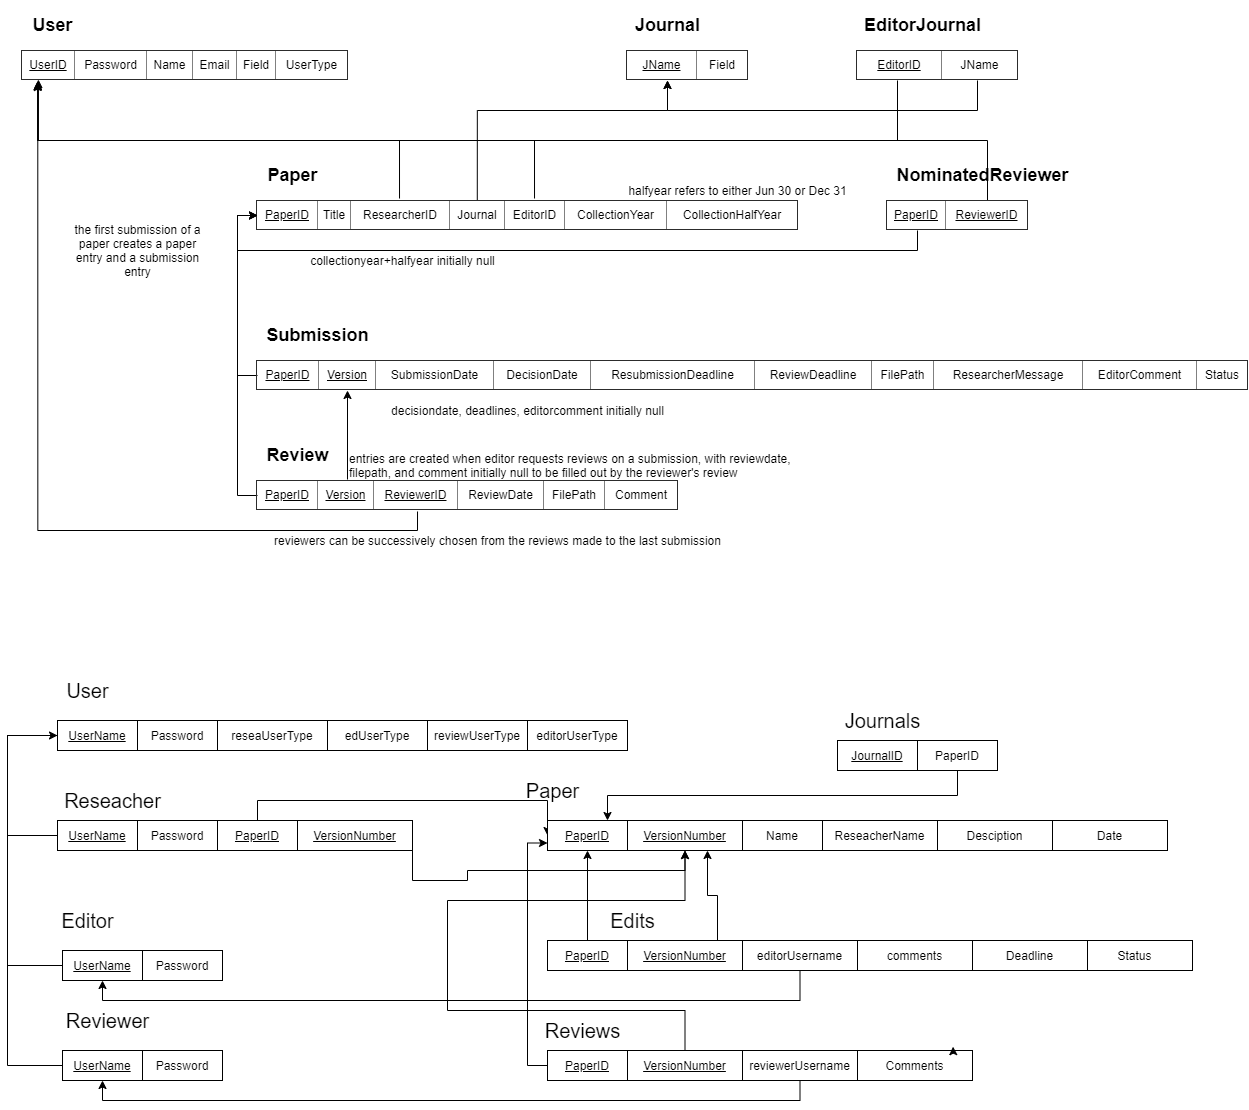 User
Journal
EditorJournal
UserID Password Name Email Field UserType
JName Field
EditorID JName
Paper
NominatedReviewer
halfyear refers to either Jun 30 or Dec 31
PaperID Title ResearcherID Journal EditorID CollectionYear CollectionHalfYear
PaperID ReviewerID
the first submission of a
paper creates a paper
entry and a submission
entry
collectionyear+halfyear initially null
Submission
PaperID Version SubmissionDate DecisionDate ResubmissionDeadline ReviewDeadline FilePath ResearcherMessage EditorComment Status
decisiondate, deadlines, editorcomment initially null
Review
entries are created when editor requests reviews on a submission, with reviewdate,
filepath, and comment initially null to be filled out by the reviewer's review
PaperID Version ReviewerID ReviewDate FilePath Comment
reviewers can be successively chosen from the reviews made to the last submission
User
UserName Password reseaUserType edUserType reviewUserType editorUserType
Journals
JournalID PaperID
Reseacher
Paper
UserName Password PaperID VersionNumber
PaperID VersionNumber Name ReseacherName Desciption Date
Editor
Edits
UserName Password
PaperID VersionNumber editorUsername comments Deadline Status
Reviewer
Reviews
UserName Password
PaperID VersionNumber reviewerUsername Comments